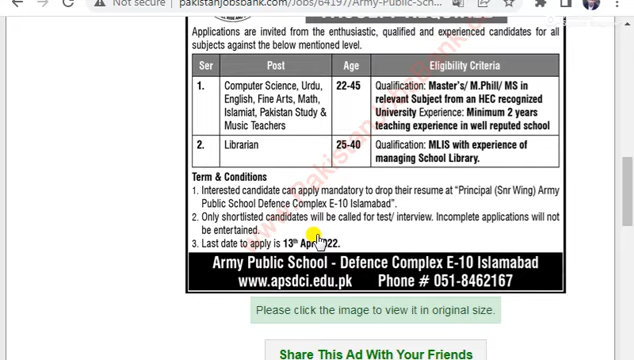 pakistanjobsbank.com/Jobs/64197/Army-Public-S
Applications are invited from the enthusiastic, qualified and experienced candidates for all
subjects against the below mentioned level.
Ser Post Age Eligibility Criteria
1. Computer Science, Urdu, 22-45 Qualification: Master's/ M.Phill/ MS in
English, Fine Arts, Math, relevant Subject from an HEC recognized
Islamiat, Pakistan Study & University Experience: Minimum 2 years
Music Teachers teaching experience in well reputed school
2. Librarian 25-40 Qualification: MLIS with experience of
managing School Library.
Term & Conditions
1. Interested candidate can apply mandatory to drop their resume at "Principal (Snr Wing) Army
Public School Defence Complex E-10 Islamabad".
2. Only shortlisted candidates will be called for test/ interview. Incomplete applications will not
be entertained.
3. Last date to apply is 13th Apr 2022.
Army Public School - Defence Complex E-10 Islamabad
www.apsdci.edu.pk Phone # 051-8462167
Please click the image to view it in original size.
Share This Ad With Your Friends